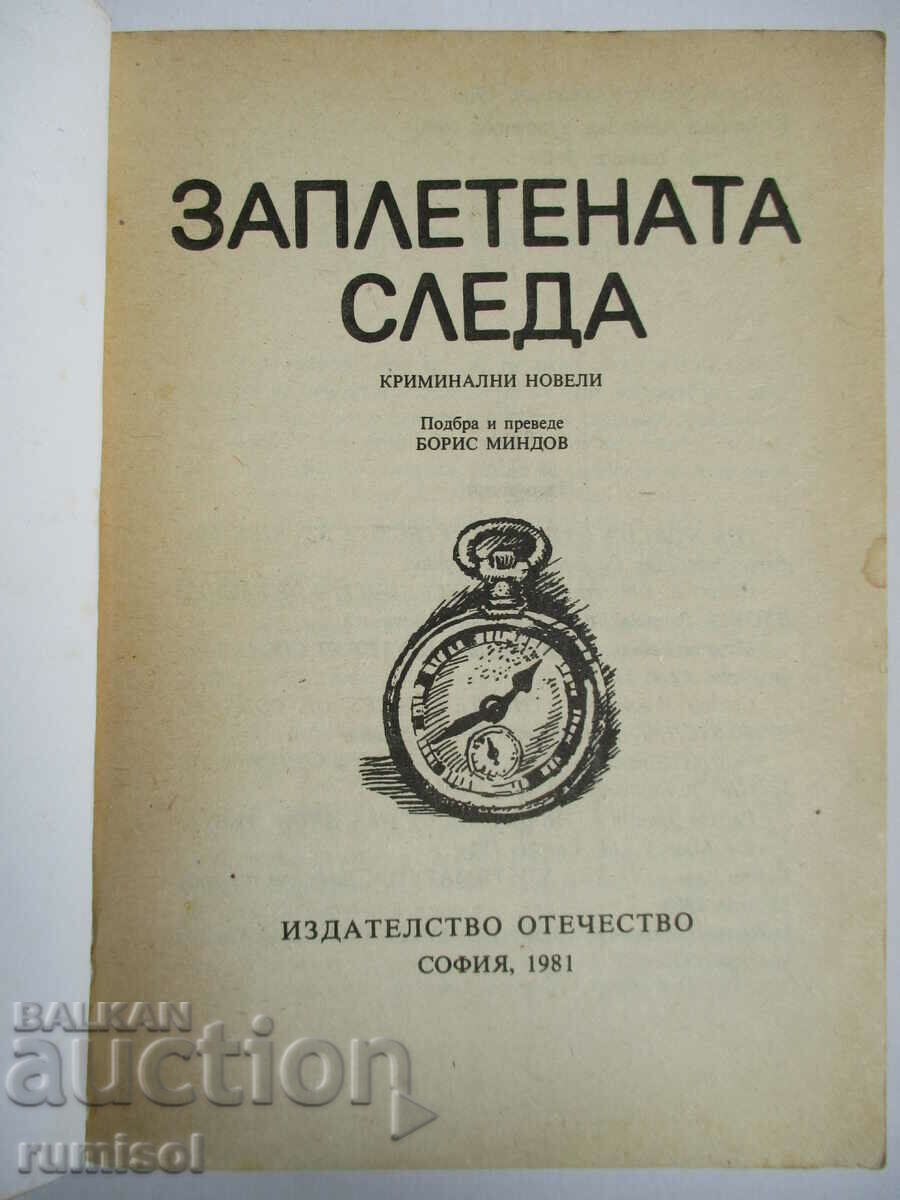 ЗАПЛЕТЕНАТА
СЛЕДА
КРИМИНАЛНИ НОВЕЛИ
Подбра и преведе
БОРИС МИНДОВ
ИЗДАТЕЛСТВО ОТЕЧЕСТВО
СОФИЯ, 1981
BALKAN
auction
rumisol